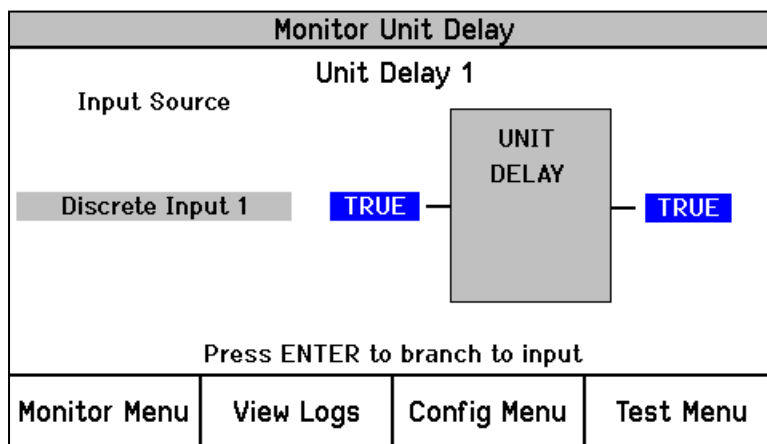 Monitor Unit Delay
Unit Delay 1
Input Source
UNIT
DELAY
Discrete Input 1
TRUE
TRUE
Press ENTER to branch to input
Monitor Menu
View Logs
Config Menu
Test Menu